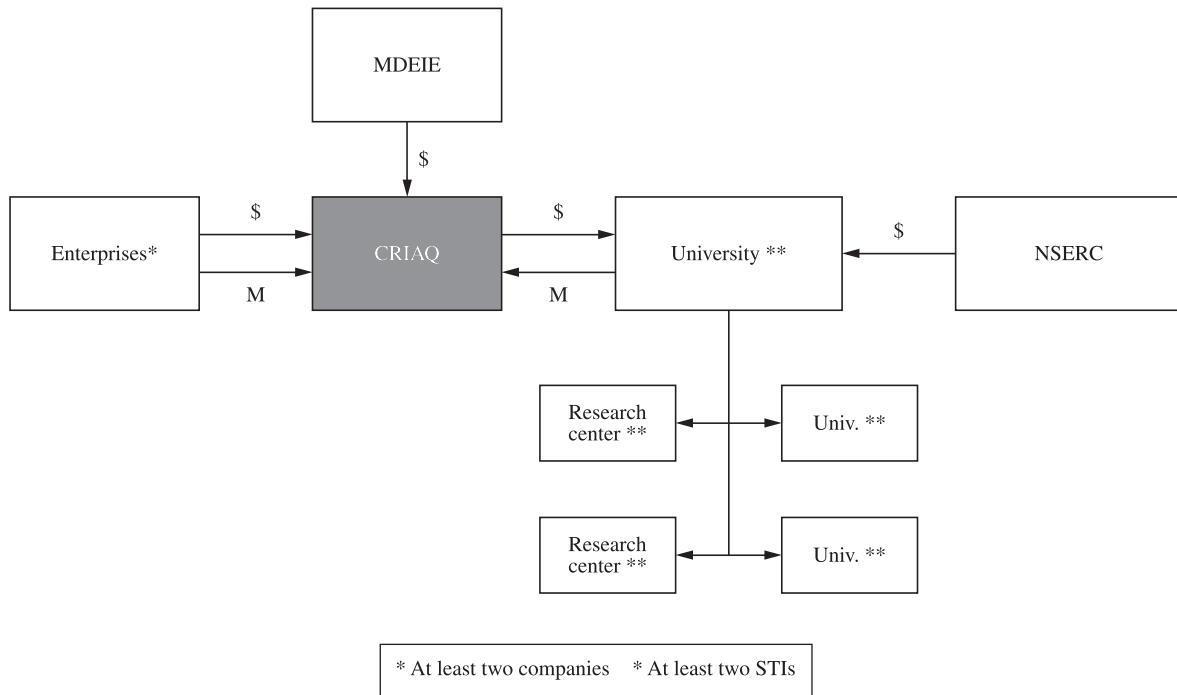 MDEIE
$
$
$
$
Enterprises*
CRIAQ
University **
NSERC
M
M
Research
center **
Univ. **
Research
center **
Univ. **
* At least two companies * At least two STIs